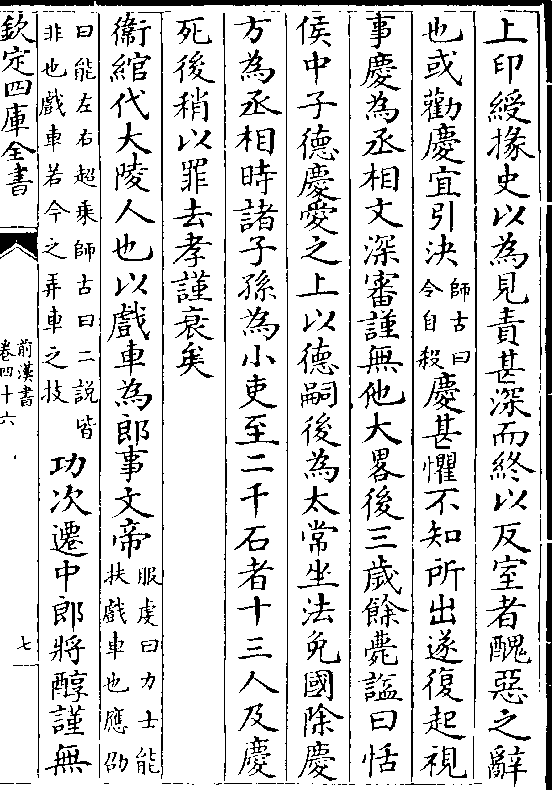 上印綬掾史以為見責甚深而終以反室者醜惡之辭
也或勸慶宜引決師古曰令自殺慶甚懼不知所出遂復起視
事慶為丞相文深審謹無他大畧後三歲餘薨諡曰恬
侯中子德慶愛之上以德嗣後為太常坐法免國除慶
方為丞相時諸子孫為小吏至二千石者十三人及慶
死後稍以罪去孝謹衰矣
衞綰代大陵人也以戲車為郎事文帝服虔曰力士能扶戲車也應劭
曰能左右超乘師古曰二説皆非也戲車若今之弄車之技功次遷中郎將醇謹無
欽定四庫全書
前漢書
卷四十六
七